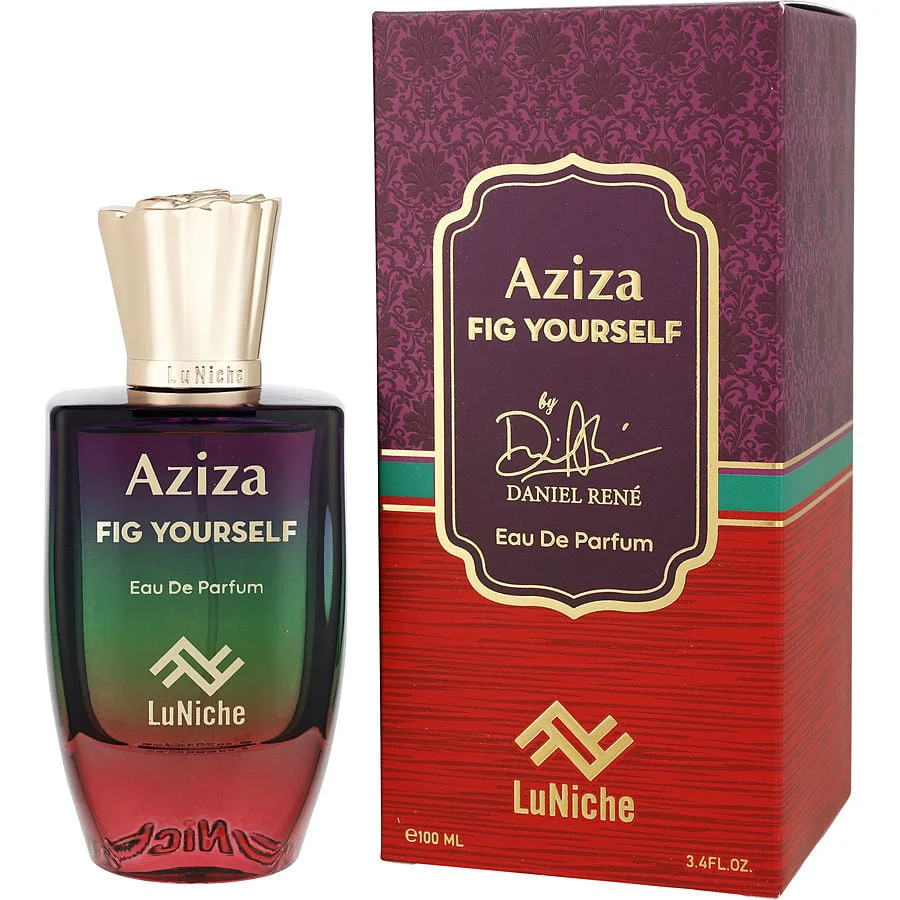 LuNiche
Aziza
FIG YOURSELF
Eau De Parfum
LuNiche
Aziza
FIG YOURSELF
by
DANIEL RENÉ
Eau De Parfum
LuNiche
℮100 ML
3.4FL.OZ.